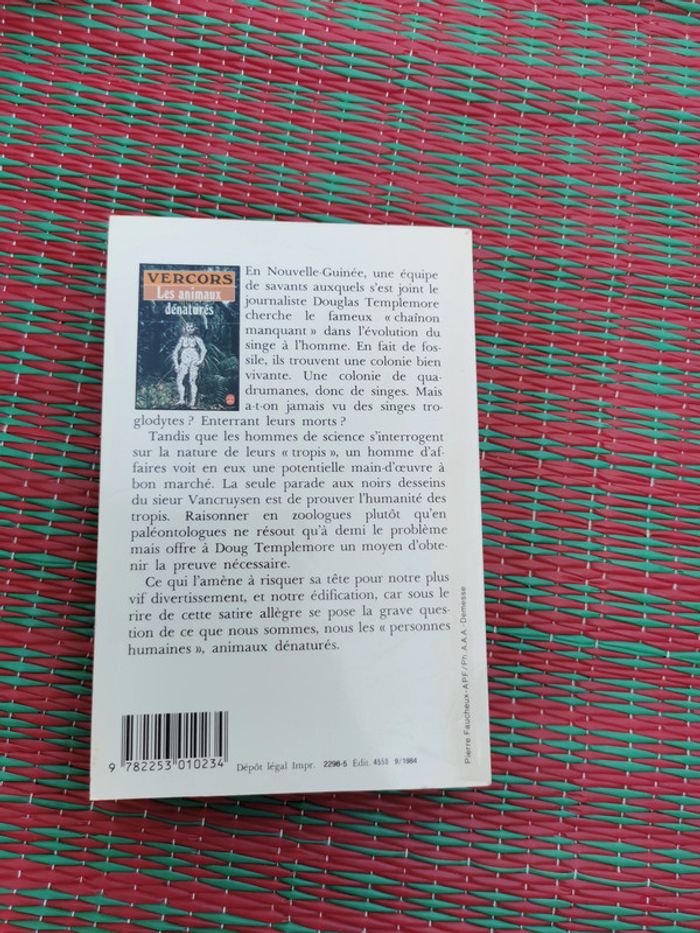 VERCORS
Les animaux
dénaturés
En Nouvelle-Guinée, une équipe
de savants auxquels s'est joint le
journaliste Douglas Templemore
cherche le fameux « chaînon
manquant » dans l'évolution du
singe à l'homme. En fait de fos-
sile, ils trouvent une colonie bien
vivante. Une colonie de qua-
drumanes, donc de singes. Mais
a-t-on jamais vu des singes tro-
glodytes ? Enterrant leurs morts ?
Tandis que les hommes de science s'interrogent
sur la nature de leurs « tropis », un homme d'af-
faires voit en eux une potentielle main-d'œuvre à
bon marché. La seule parade aux noirs desseins
du sieur Vancruysen est de prouver l'humanité des
tropis. Raisonner en zoologues plutôt qu'en
paléontologues ne résout qu'à demi le problème
mais offre à Doug Templemore un moyen d'obte-
nir la preuve nécessaire.
Ce qui l'amène à risquer sa tête pour notre plus
vif divertissement, et notre édification, car sous le
rire de cette satire allègre se pose la grave ques-
tion de ce que nous sommes, nous les « personnes
humaines », animaux dénaturés.
Pierre Faucheux-APF/Ph. A.A.A.-Demesse
9 782253 010234
Dépôt légal Impr. 2298-5 Édit. 4558 9/1984